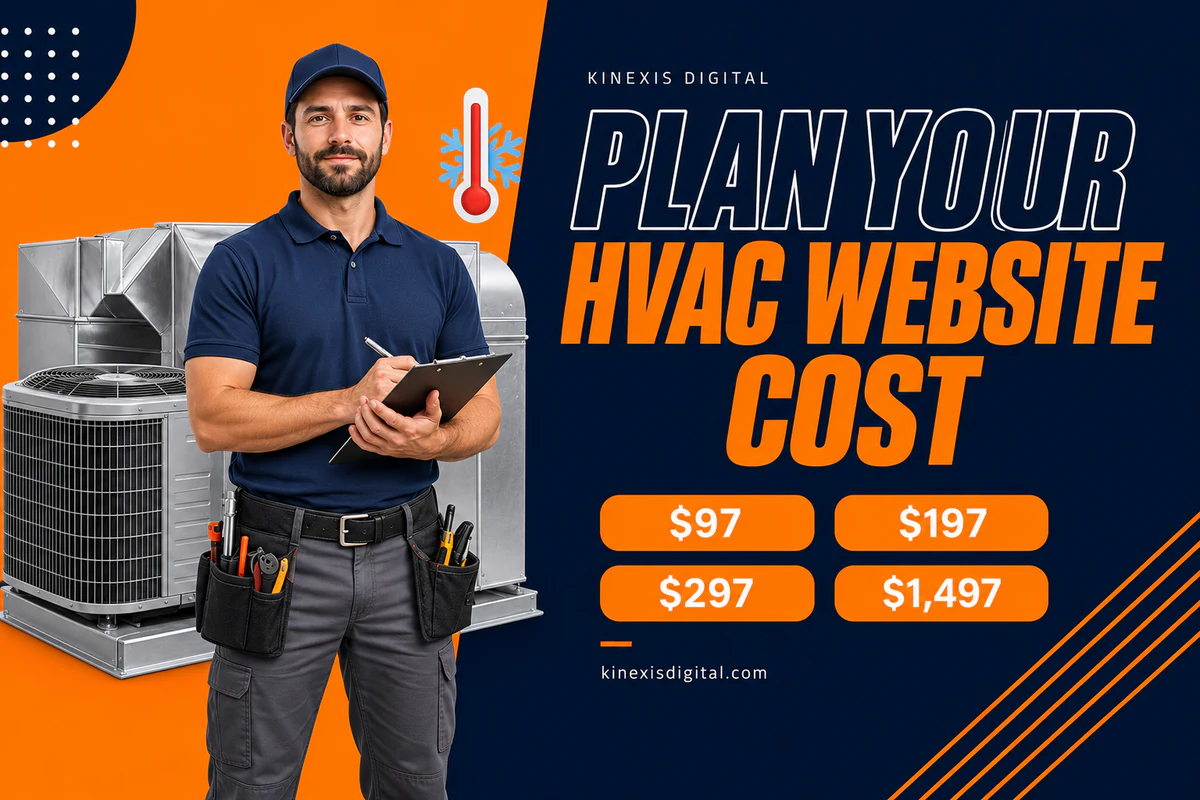 KINEXIS DIGITAL
PLAN YOUR
HVAC WEBSITE
COST
$97
$197
$297
$1,497
kinexisdigital.com